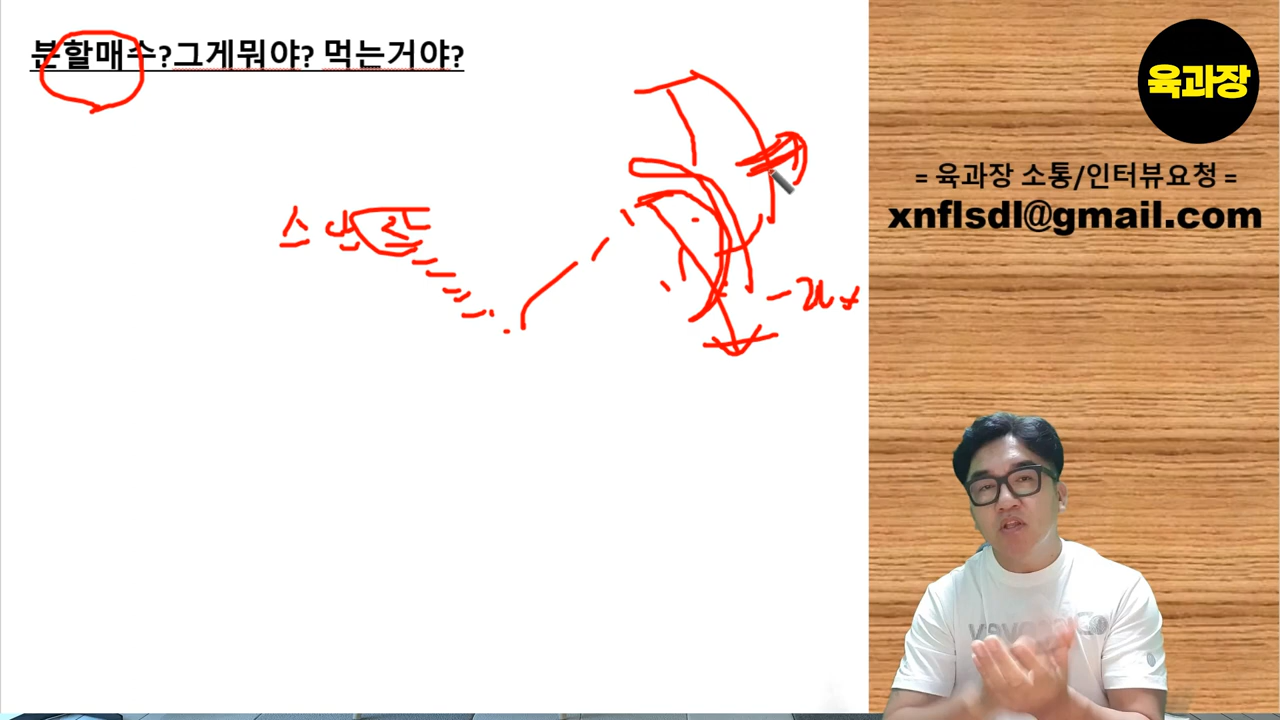 분할매수?그게뭐야? 먹는거야?
육과장
= 육과장 소통/인터뷰요청 =
xnflsdl@gmail.com